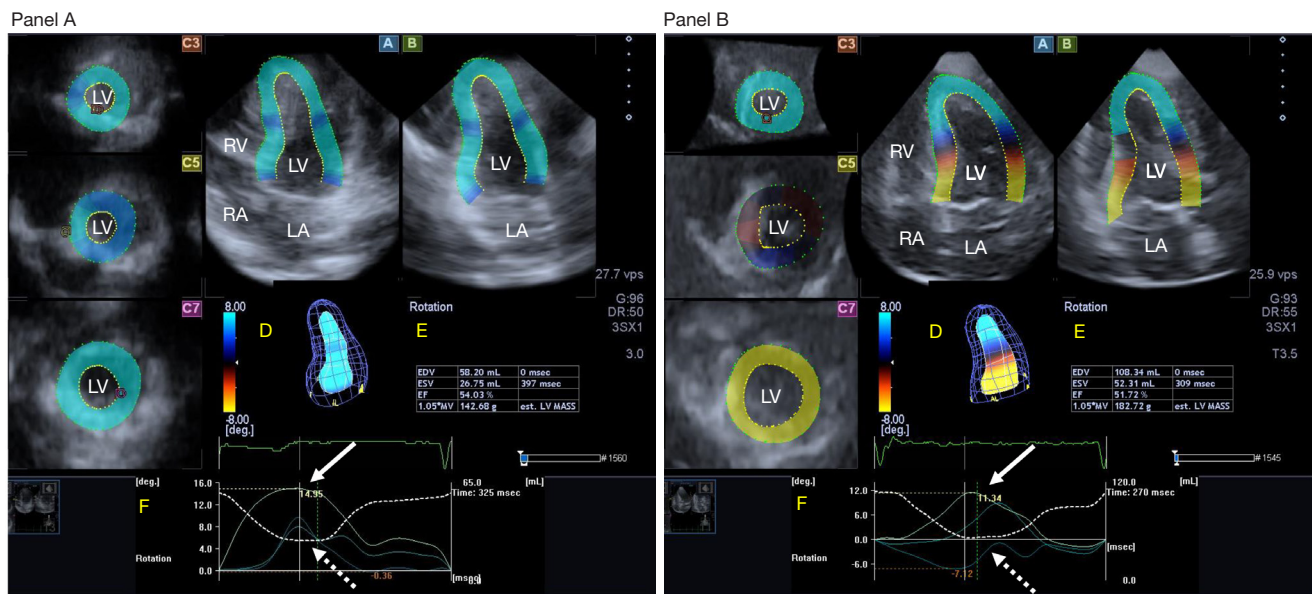 Panel A
C3
LV
C5
LV
C7
LV
A
RV
LV
RA
LA
B
LV
LA
27.7 vps
G:96
DR:50
3SX1
3.0
8.00
-8.00
[deg.]
D
E
Rotation
EDV 58.20 mL 0 msec
ESV 26.75 mL 397 msec
EF 54.03 %
1.05*MV 142.68 g est. LV MASS
#1560
F
[deg.]
16.0
12.0
8.0
4.0
0.0
Rotation
14.95
-0.36
65.0
[mL]
Time: 325 msec
[msec]
0.0
Panel B
C3
LV
C5
LV
C7
LV
A
RV
LV
RA
LA
B
LV
LA
25.9 vps
G:93
DR:55
3SX1
T3.5
8.00
-8.00
[deg.]
D
E
Rotation
EDV 108.34 mL 0 msec
ESV 52.31 mL 309 msec
EF 51.72 %
1.05*MV 182.72 g est. LV MASS
#1545
F
[deg.]
12.0
6.0
0.0
-6.0
Rotation
11.34
-7.12
120.0
[mL]
Time: 270 msec
[msec]
0.0